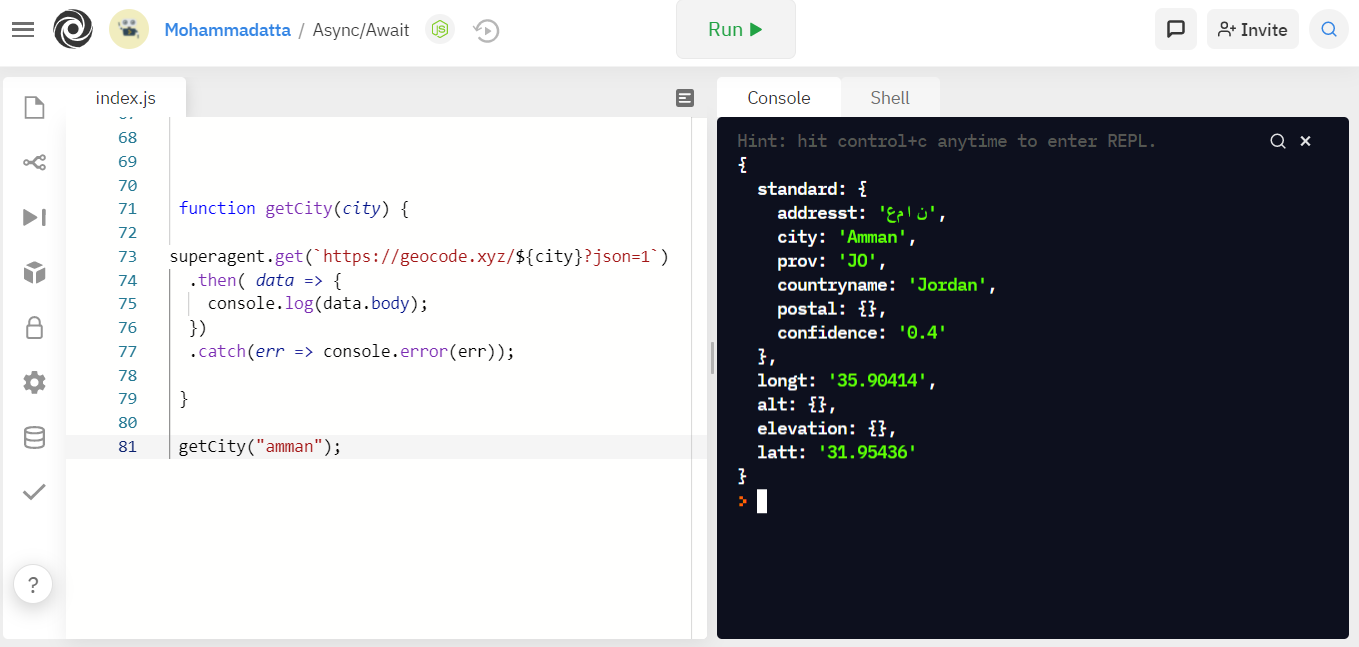 Mohammadatta / Async/Await
Run
Invite
index.js
68
69
70
71 function getCity(city) {
72
73 superagent.get(`https://geocode.xyz/${city}?json=1`)
74 .then( data => {
75 console.log(data.body);
76 })
77 .catch(err => console.error(err));
78
79 }
80
81 getCity("amman");
?
Console
Shell
Hint: hit control+c anytime to enter REPL.
{
standard: {
addresst: 'عمان',
city: 'Amman',
prov: 'JO',
countryname: 'Jordan',
postal: {},
confidence: '0.4'
},
longt: '35.90414',
alt: {},
elevation: {},
latt: '31.95436'
}
>